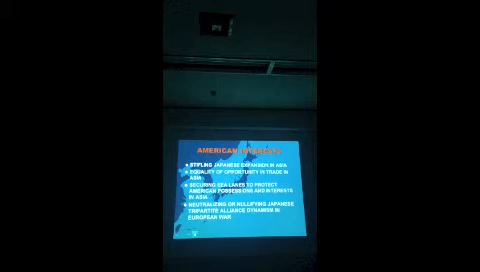 AMERICAN INTERESTS
STIFLING JAPANESE EXPANSION IN ASIA
EQUALITY OF OPPORTUNITY IN TRADE IN
ASIA
SECURING SEA LANES TO PROTECT
AMERICAN POSSESSIONS AND INTERESTS
IN ASIA
NEUTRALIZING OR NULLIFYING JAPANESE
TRIPARTITE ALLIANCE DYNAMISM IN
EUROPEAN WAR